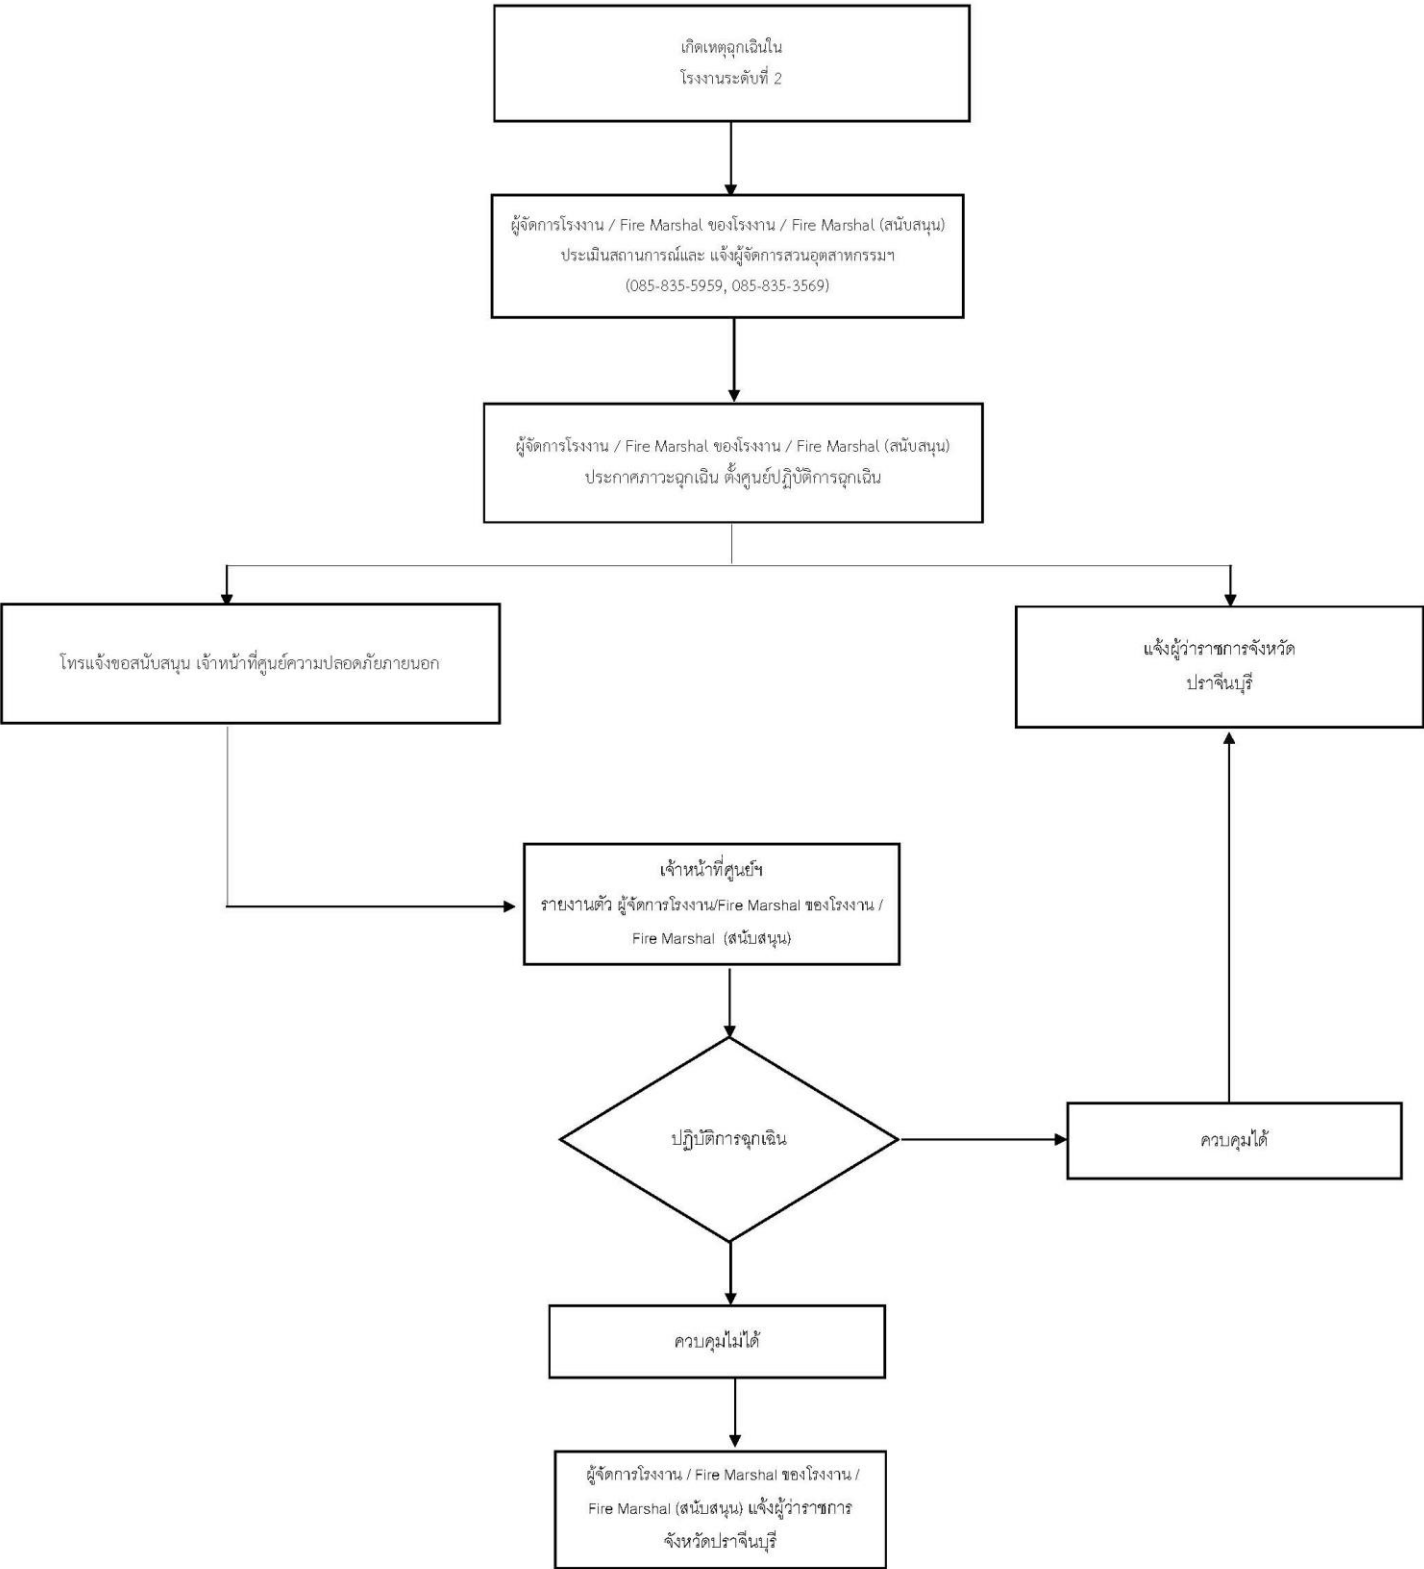 เกิดเหตุฉุกเฉินใน
โรงงานระดับที่ 2
ผู้จัดการโรงงาน / Fire Marshal ของโรงงาน / Fire Marshal (สนับสนุน)
ประเมินสถานการณ์และ แจ้งผู้จัดการสวนอุตสาหกรรมฯ
(085-835-5959, 085-835-3569)
ผู้จัดการโรงงาน / Fire Marshal ของโรงงาน / Fire Marshal (สนับสนุน)
ประกาศภาวะฉุกเฉิน ตั้งศูนย์ปฏิบัติการฉุกเฉิน
โทรแจ้งขอสนับสนุน เจ้าหน้าที่ศูนย์ความปลอดภัยภายนอก
แจ้งผู้ว่าราชการจังหวัด
ปราจีนบุรี
เจ้าหน้าที่ศูนย์ฯ
รายงานตัว ผู้จัดการโรงงาน/Fire Marshal ของโรงงาน /
Fire Marshal (สนับสนุน)
ปฏิบัติการฉุกเฉิน
ควบคุมได้
ควบคุมไม่ได้
ผู้จัดการโรงงาน / Fire Marshal ของโรงงาน /
Fire Marshal (สนับสนุน) แจ้งผู้ว่าราชการ
จังหวัดปราจีนบุรี